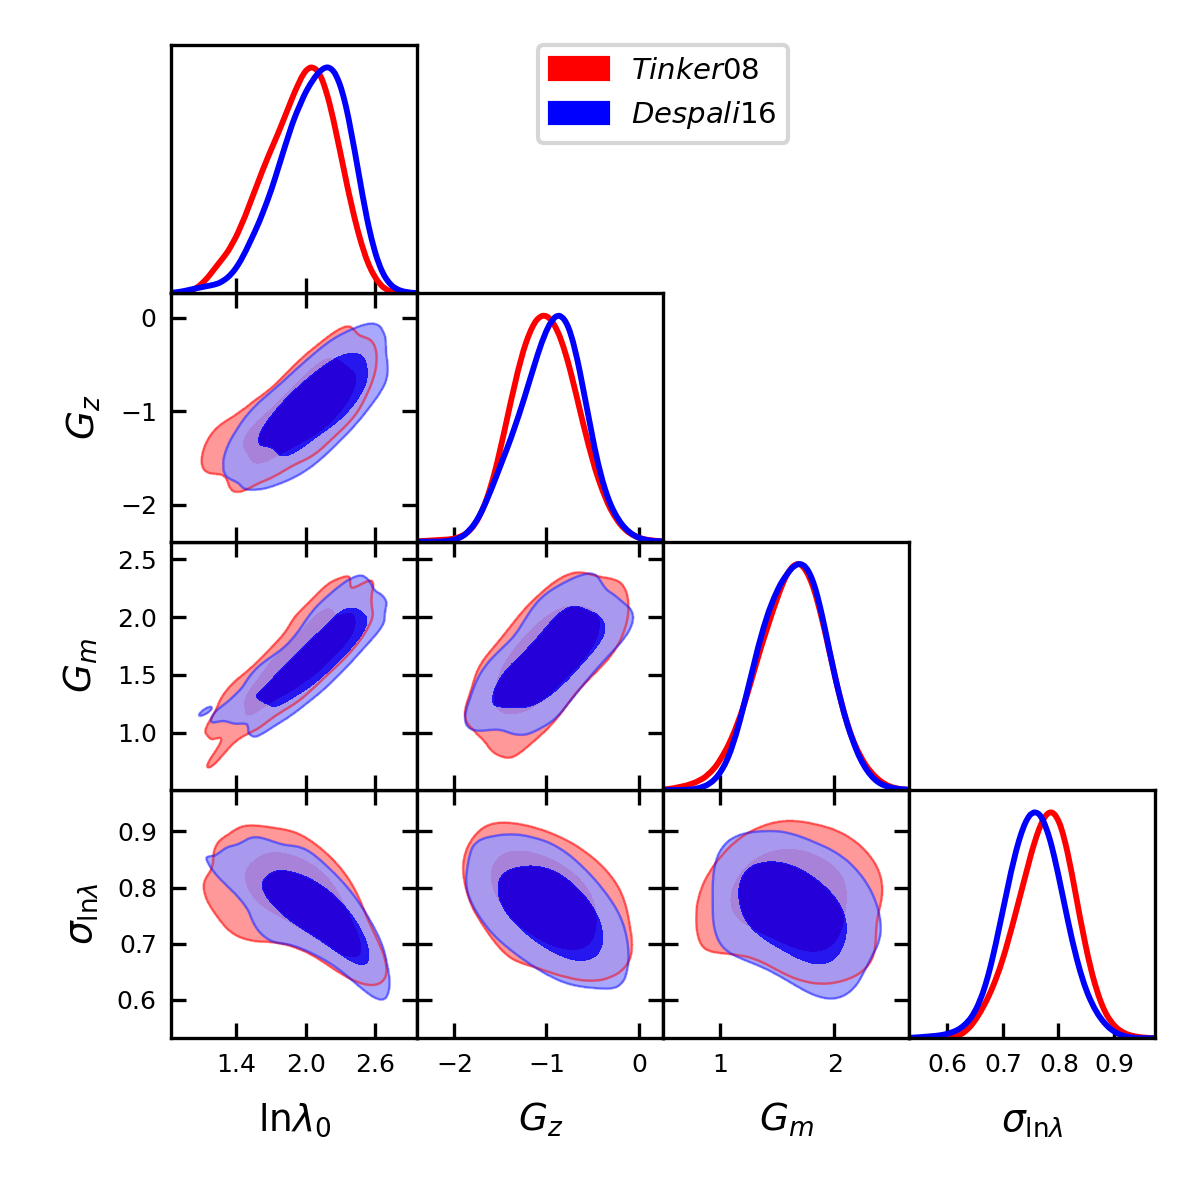 Tinker08
Despali16
0
−1
−2
G_z
2.5
2.0
1.5
1.0
G_m
0.9
0.8
0.7
0.6
σ_lnλ
1.4 2.0 2.6 −2 −1 0 1 2 0.6 0.7 0.8 0.9
lnλ_0 G_z G_m σ_lnλ